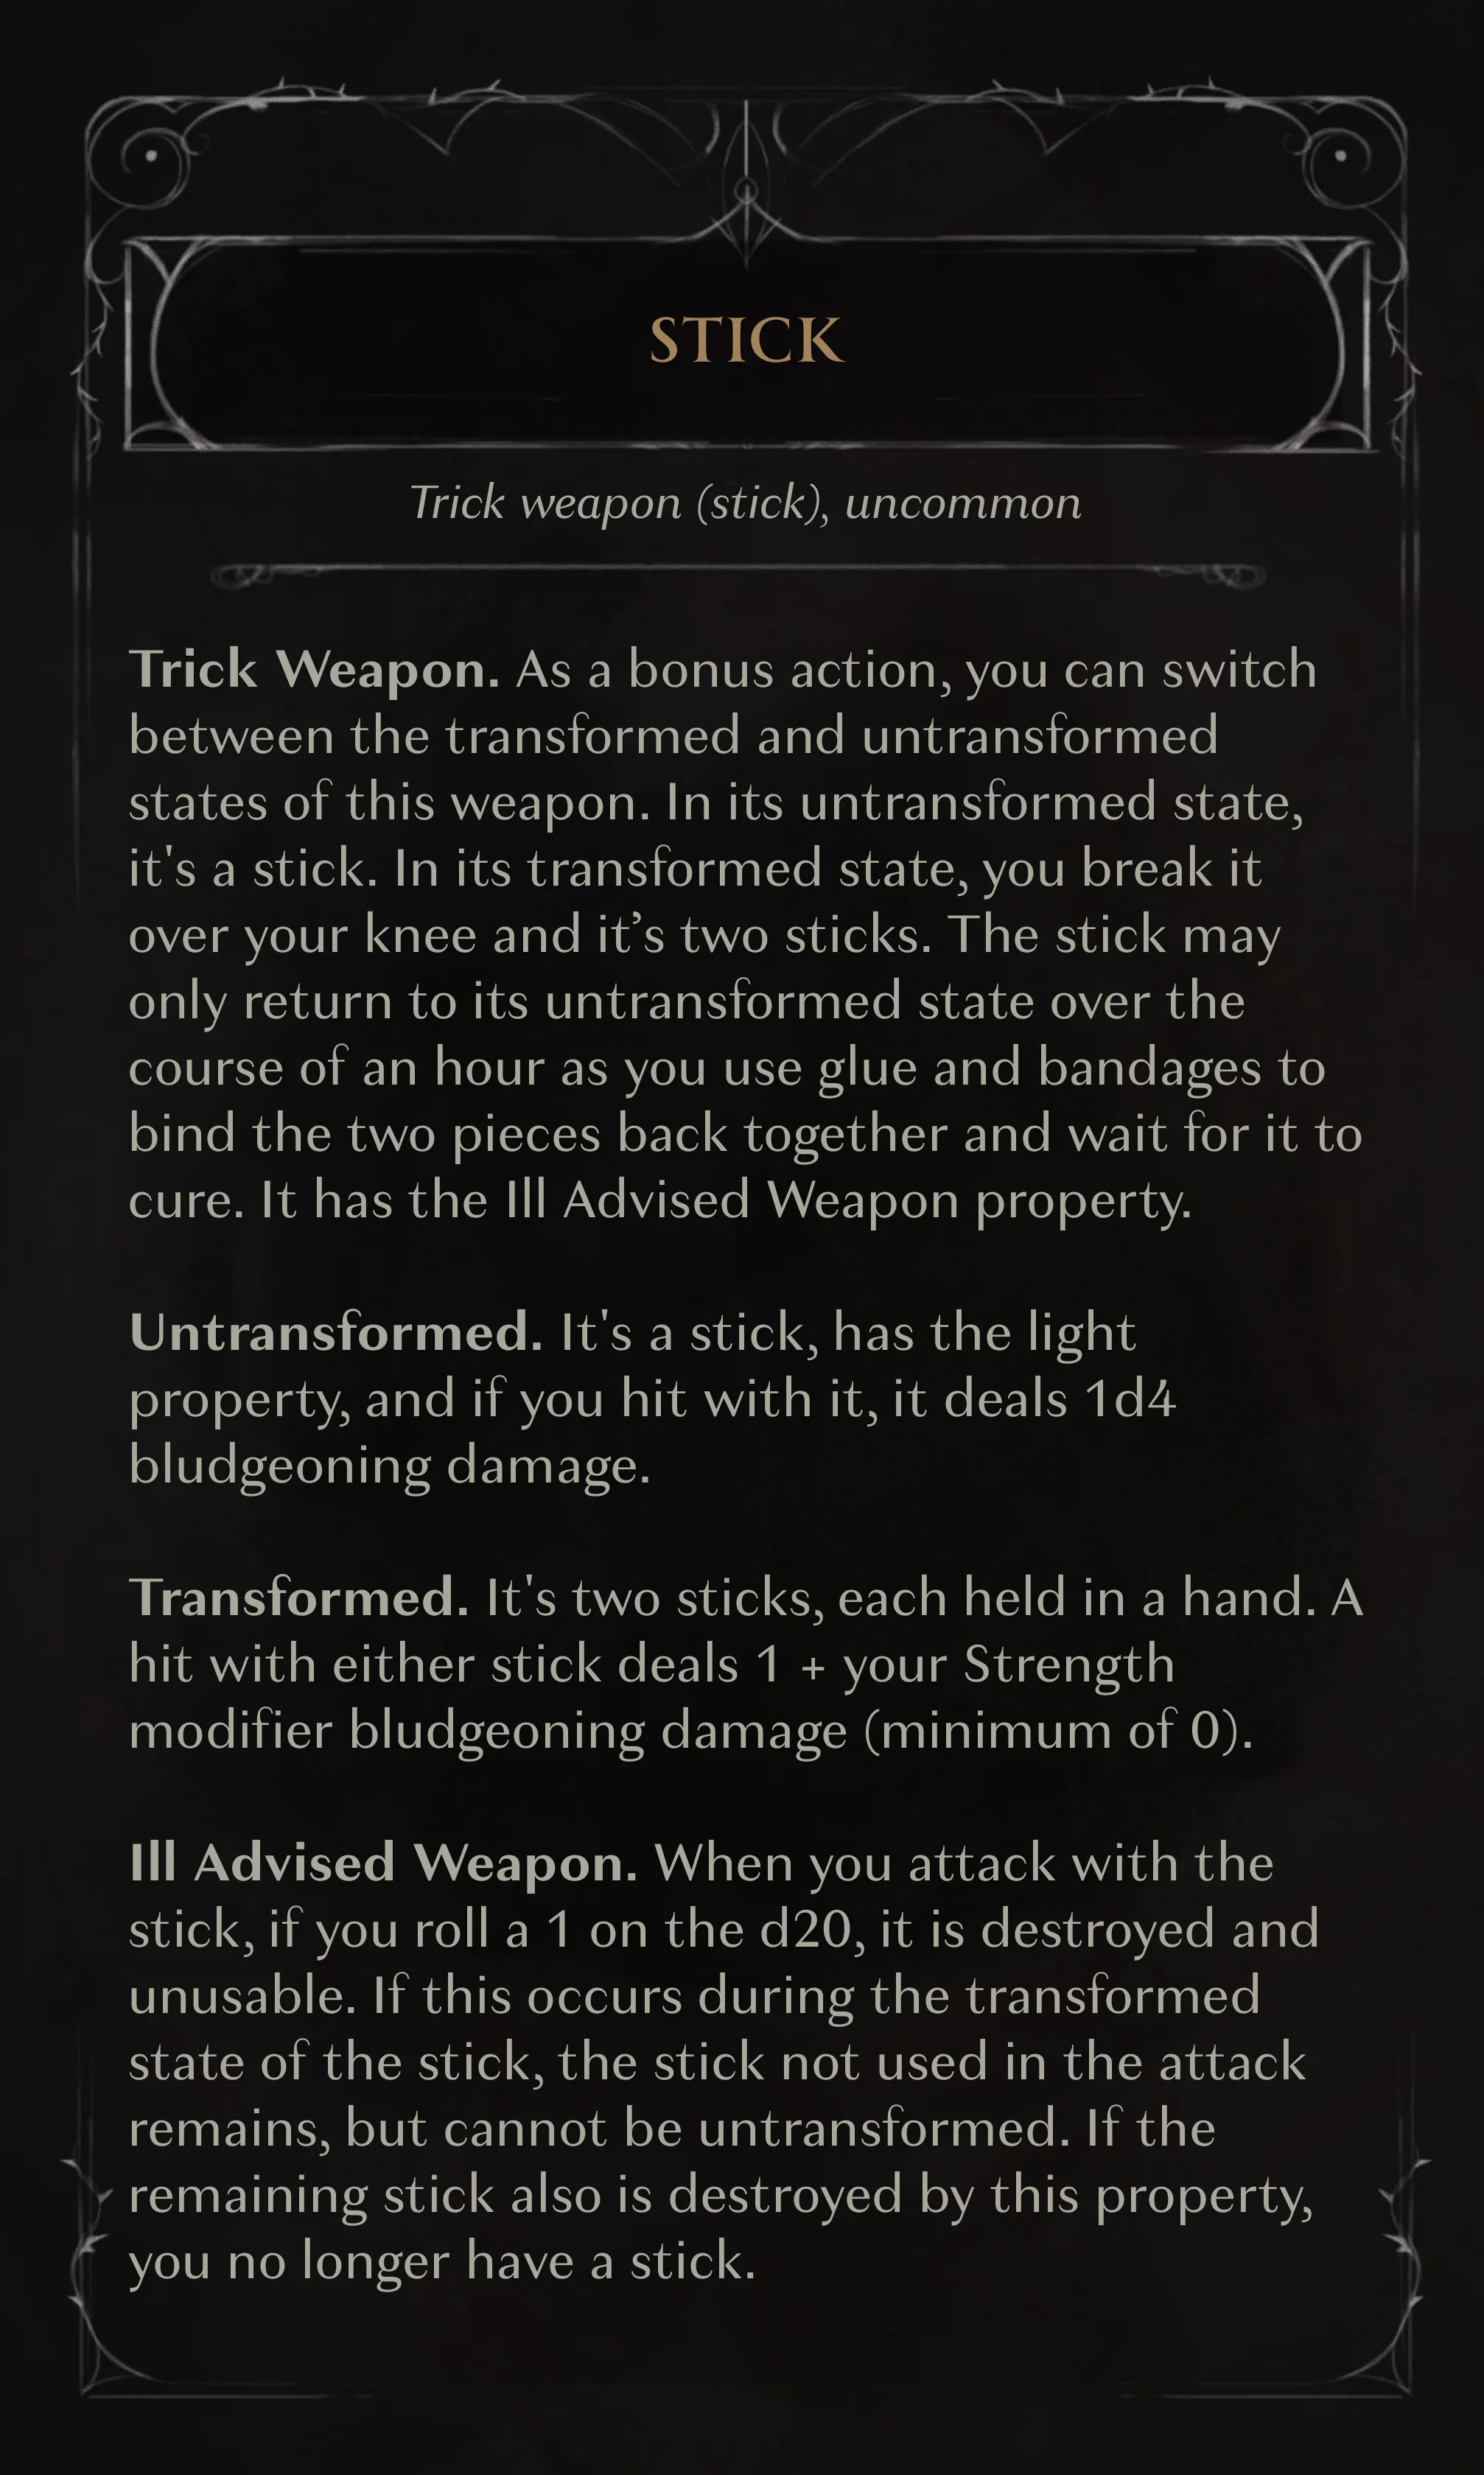 STICK
Trick weapon (stick), uncommon
Trick Weapon. As a bonus action, you can switch
between the transformed and untransformed
states of this weapon. In its untransformed state,
it's a stick. In its transformed state, you break it
over your knee and it’s two sticks. The stick may
only return to its untransformed state over the
course of an hour as you use glue and bandages to
bind the two pieces back together and wait for it to
cure. It has the Ill Advised Weapon property.
Untransformed. It's a stick, has the light
property, and if you hit with it, it deals 1d4
bludgeoning damage.
Transformed. It's two sticks, each held in a hand. A
hit with either stick deals 1 + your Strength
modifier bludgeoning damage (minimum of 0).
Ill Advised Weapon. When you attack with the
stick, if you roll a 1 on the d20, it is destroyed and
unusable. If this occurs during the transformed
state of the stick, the stick not used in the attack
remains, but cannot be untransformed. If the
remaining stick also is destroyed by this property,
you no longer have a stick.